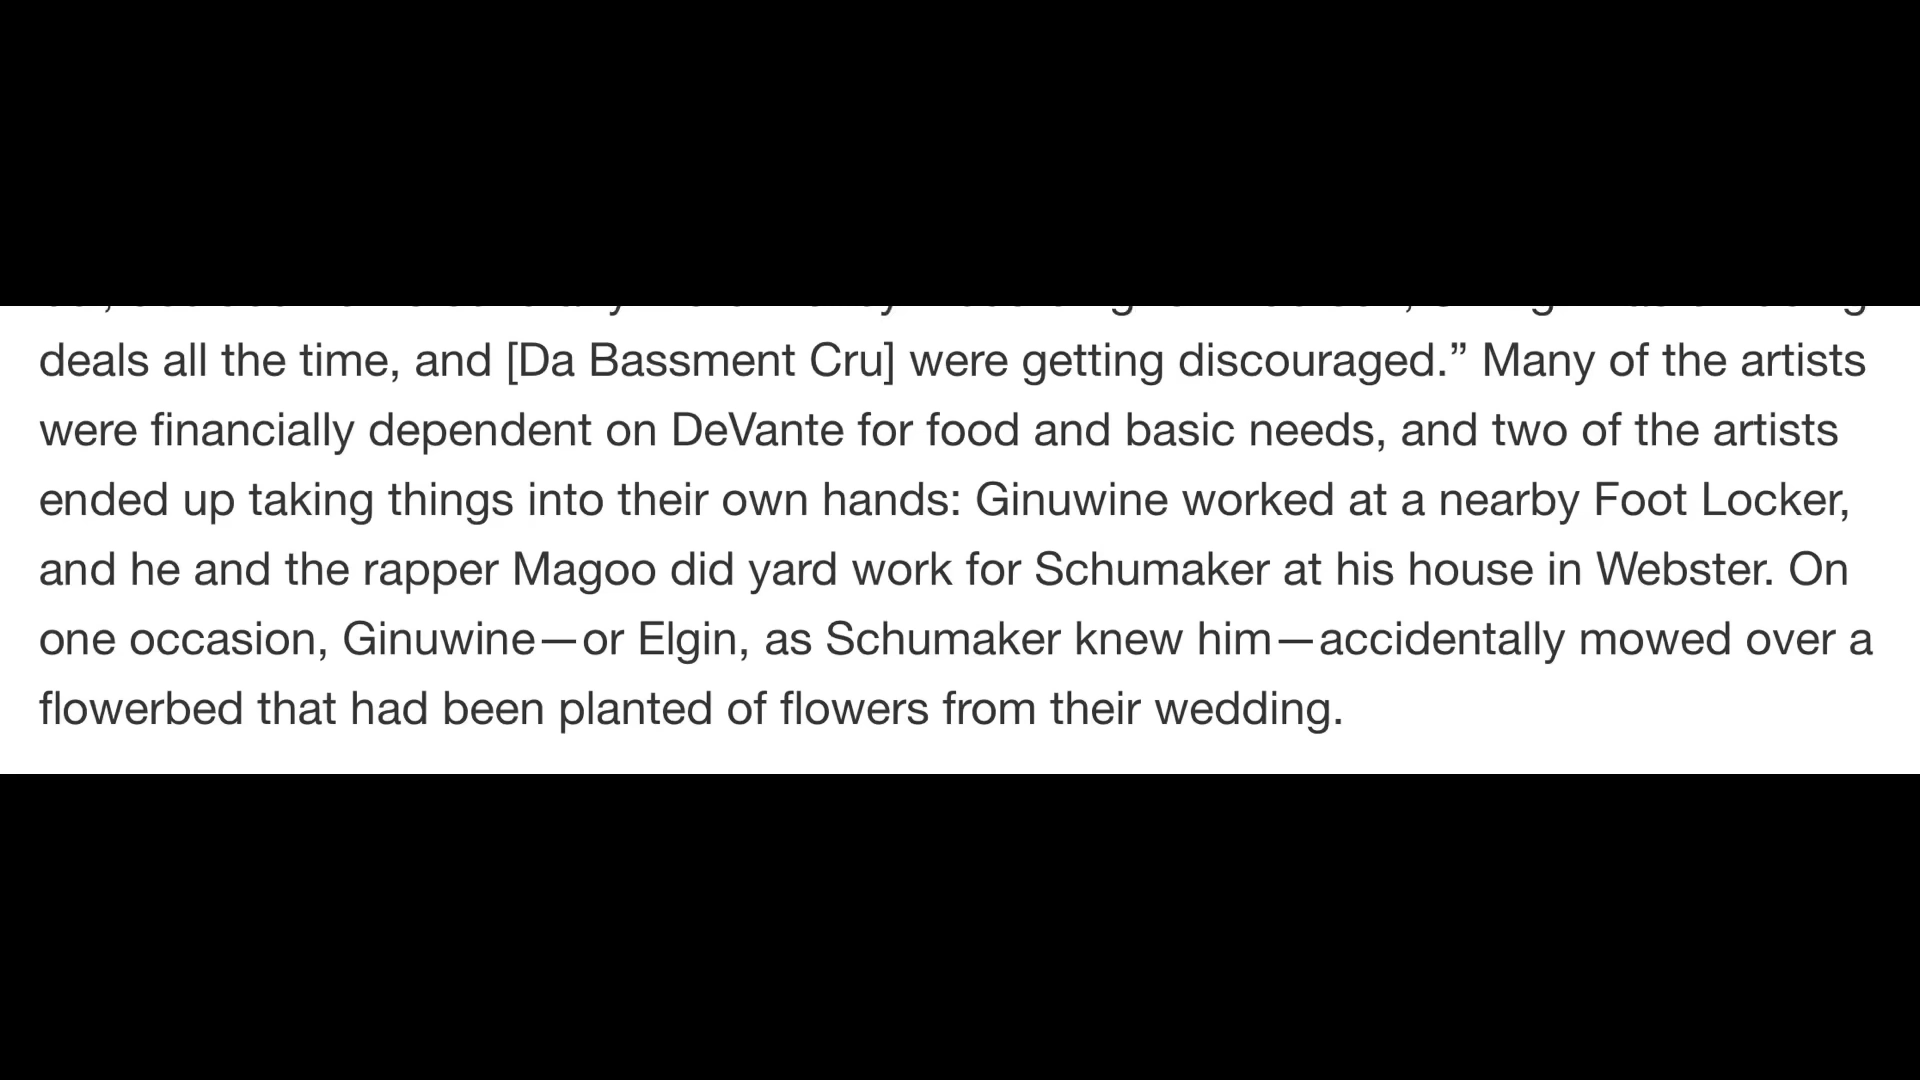 deals all the time, and [Da Bassment Cru] were getting discouraged.” Many of the artists
were financially dependent on DeVante for food and basic needs, and two of the artists
ended up taking things into their own hands: Ginuwine worked at a nearby Foot Locker,
and he and the rapper Magoo did yard work for Schumaker at his house in Webster. On
one occasion, Ginuwine—or Elgin, as Schumaker knew him—accidentally mowed over a
flowerbed that had been planted of flowers from their wedding.